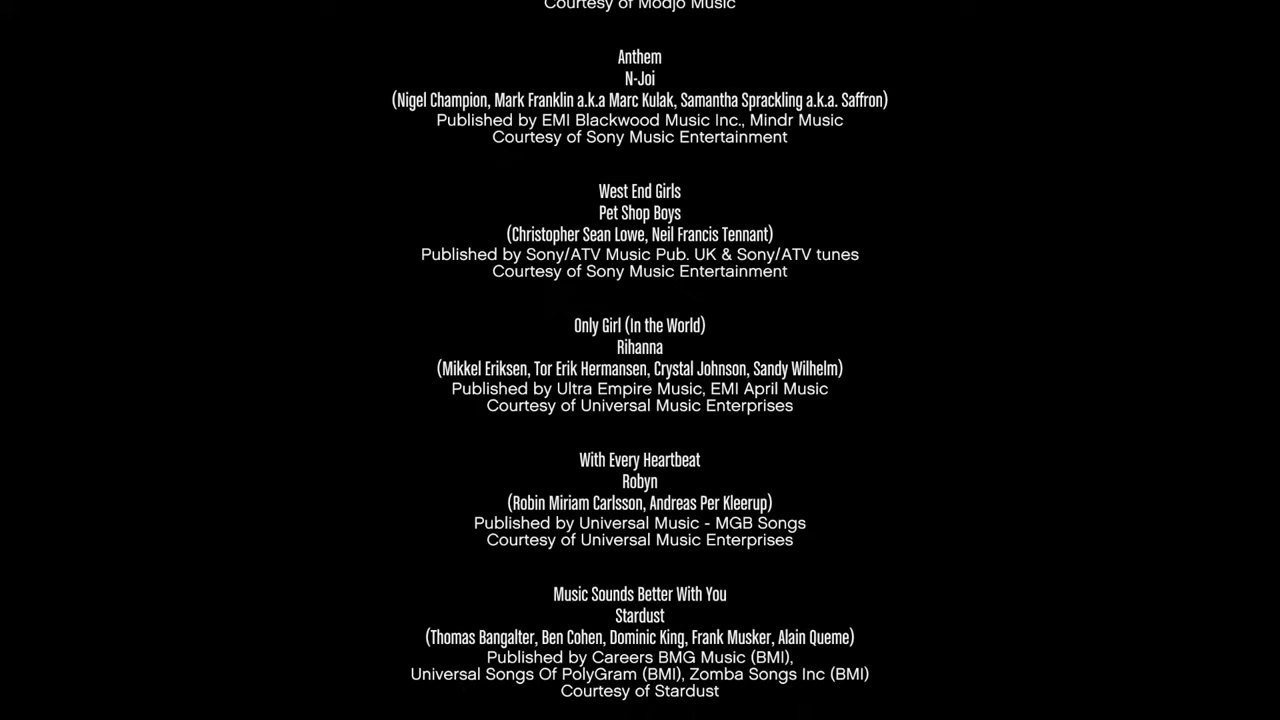 Courtesy of Modjo Music
Anthem
N-Joi
(Nigel Champion, Mark Franklin a.k.a Marc Kulak, Samantha Sprackling a.k.a. Saffron)
Published by EMI Blackwood Music Inc., Mindr Music
Courtesy of Sony Music Entertainment
West End Girls
Pet Shop Boys
(Christopher Sean Lowe, Neil Francis Tennant)
Published by Sony/ATV Music Pub. UK & Sony/ATV tunes
Courtesy of Sony Music Entertainment
Only Girl (In the World)
Rihanna
(Mikkel Eriksen, Tor Erik Hermansen, Crystal Johnson, Sandy Wilhelm)
Published by Ultra Empire Music, EMI April Music
Courtesy of Universal Music Enterprises
With Every Heartbeat
Robyn
(Robin Miriam Carlsson, Andreas Per Kleerup)
Published by Universal Music - MGB Songs
Courtesy of Universal Music Enterprises
Music Sounds Better With You
Stardust
(Thomas Bangalter, Ben Cohen, Dominic King, Frank Musker, Alain Queme)
Published by Careers BMG Music (BMI),
Universal Songs Of PolyGram (BMI), Zomba Songs Inc (BMI)
Courtesy of Stardust